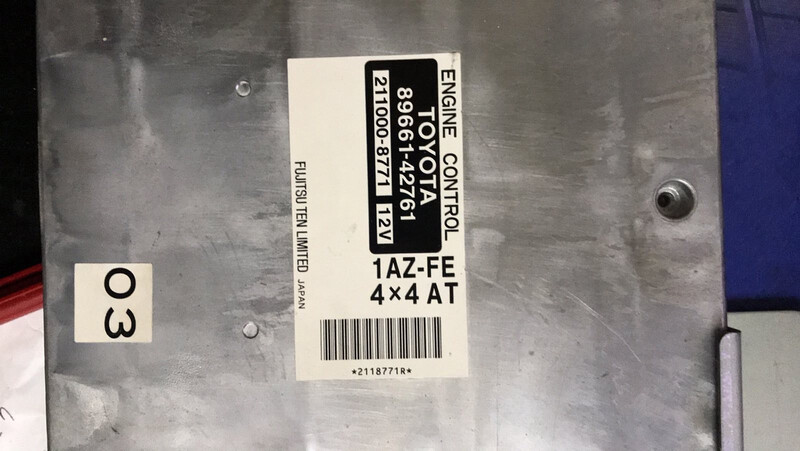 ENGINE CONTROL
TOYOTA
89661-42761
211000-8771 12V
1AZ-FE
4×4 AT
FUJITSU TEN LIMITED JAPAN
*2118771R*
03